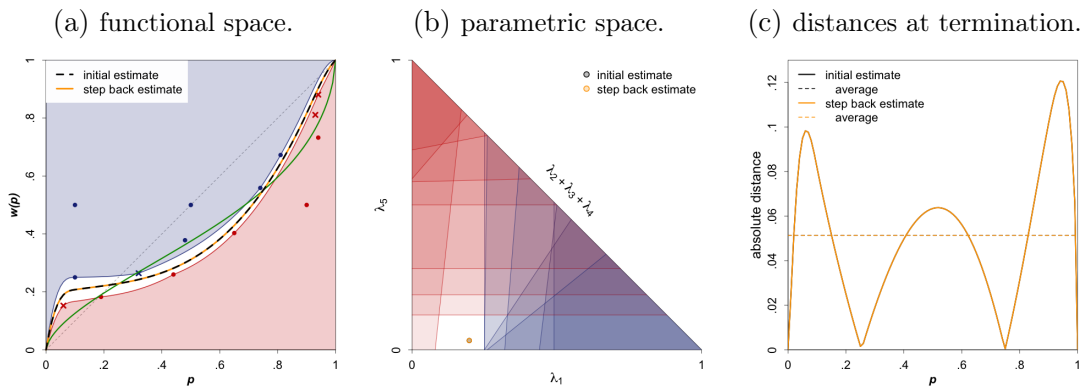 (a) functional space.
initial estimate
step back estimate
w(p)
0
.2
.4
.6
.8
1
0
.2
.4
.6
.8
1
p
(b) parametric space.
initial estimate
step back estimate
λ2 + λ3 + λ4
λ5
0
1
0
1
λ1
(c) distances at termination.
initial estimate
average
step back estimate
average
absolute distance
0
.02
.04
.06
.08
.1
0.12
0
.2
.4
.6
.8
1
p